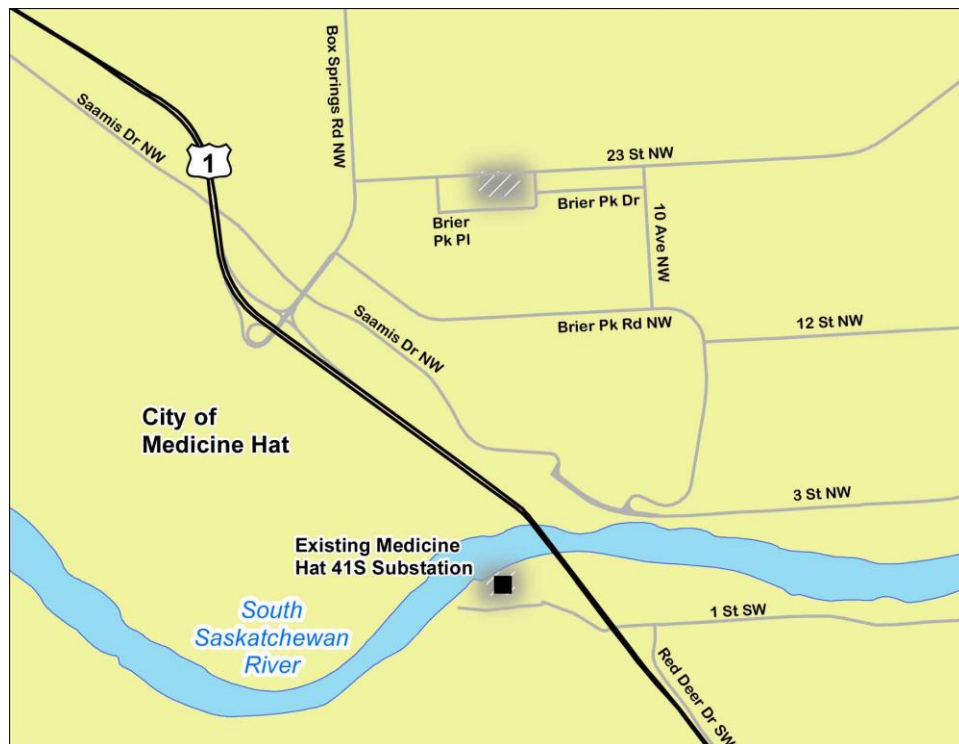 Box Springs Rd NW
Saamis Dr NW
1
23 St NW
Brier Pk Dr
Brier
Pk Pl
10 Ave NW
Saamis Dr NW
Brier Pk Rd NW
12 St NW
City of
Medicine Hat
3 St NW
Existing Medicine
Hat 41S Substation
South
Saskatchewan
River
1 St SW
Red Deer Dr SW